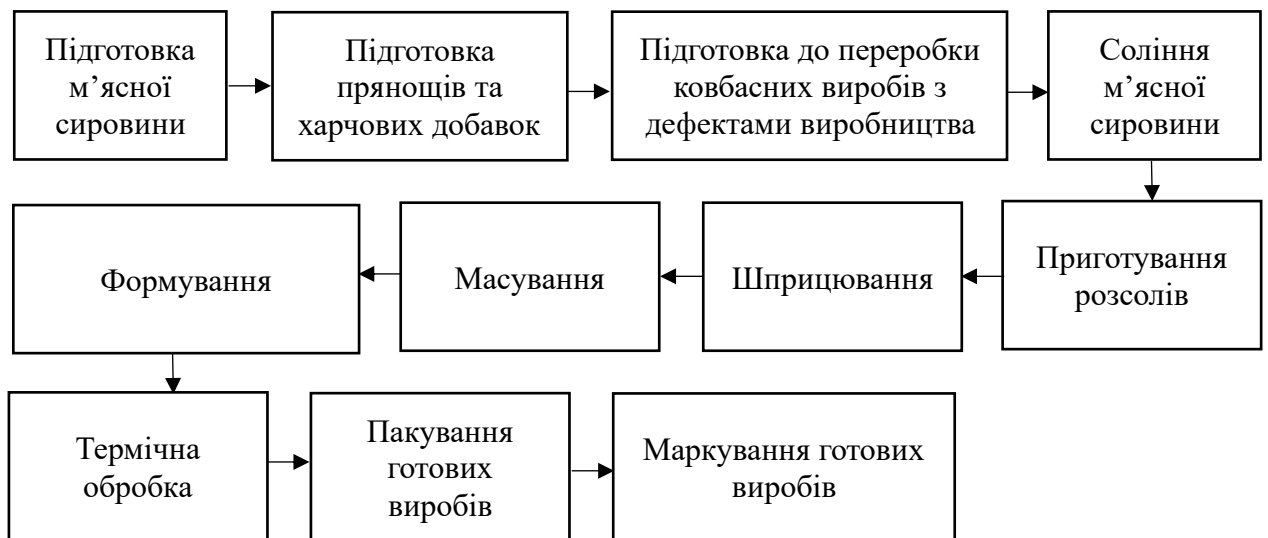 Підготовка
м’ясної
сировини
Підготовка
прянощів та
харчових добавок
Підготовка до переробки
ковбасних виробів з
дефектами виробництва
Соління
м’ясної
сировини
Приготування
розсолів
Шприцювання
Масування
Формування
Термічна
обробка
Пакування
готових
виробів
Маркування готових
виробів